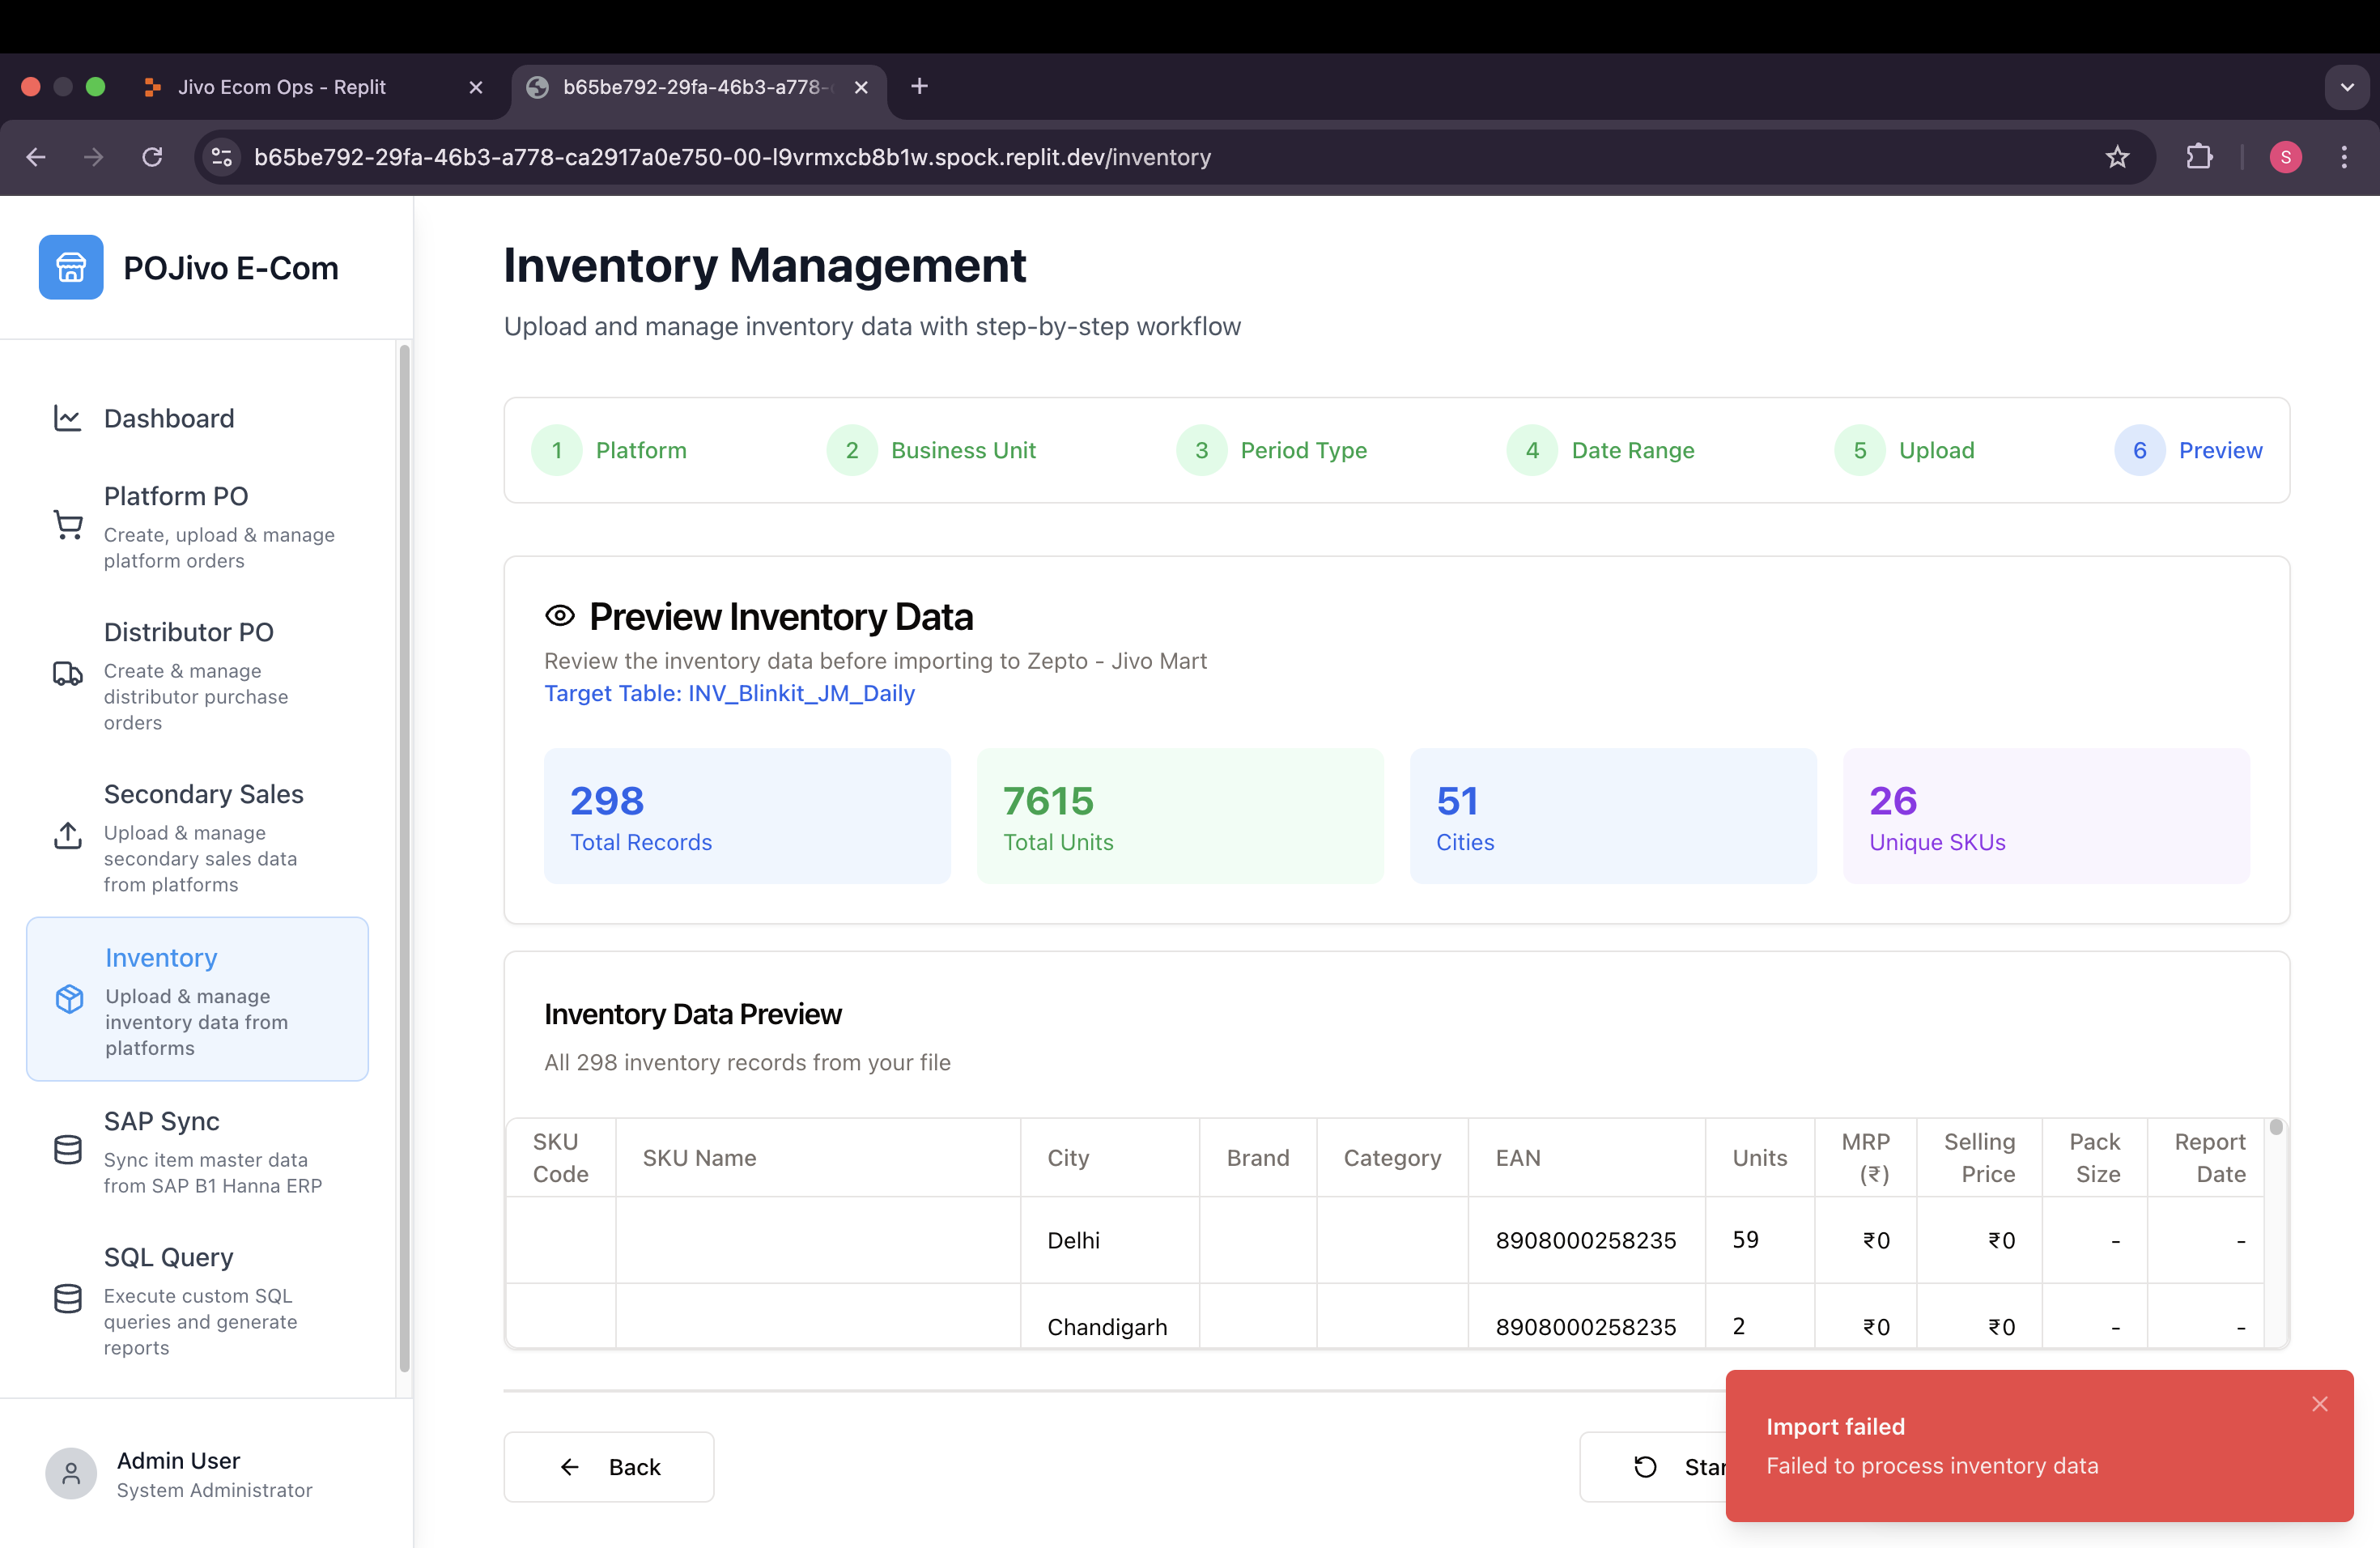 Jivo Ecom Ops - Replit
b65be792-29fa-46b3-a778-
b65be792-29fa-46b3-a778-ca2917a0e750-00-l9vrmxcb8b1w.spock.replit.dev/inventory
S
POJivo E-Com
Dashboard
Platform PO
Create, upload & manage
platform orders
Distributor PO
Create & manage
distributor purchase
orders
Secondary Sales
Upload & manage
secondary sales data
from platforms
Inventory
Upload & manage
inventory data from
platforms
SAP Sync
Sync item master data
from SAP B1 Hanna ERP
SQL Query
Execute custom SQL
queries and generate
reports
Admin User
System Administrator
Inventory Management
Upload and manage inventory data with step-by-step workflow
1 Platform 2 Business Unit 3 Period Type 4 Date Range 5 Upload 6 Preview
Preview Inventory Data
Review the inventory data before importing to Zepto - Jivo Mart
Target Table: INV_Blinkit_JM_Daily
298
Total Records
7615
Total Units
51
Cities
26
Unique SKUs
Inventory Data Preview
All 298 inventory records from your file
SKU Code SKU Name City Brand Category EAN Units MRP (₹) Selling Price Pack Size Report Date
Delhi 8908000258235 59 ₹0 ₹0 - -
Chandigarh 8908000258235 2 ₹0 ₹0 - -
Back
Import failed
Failed to process inventory data